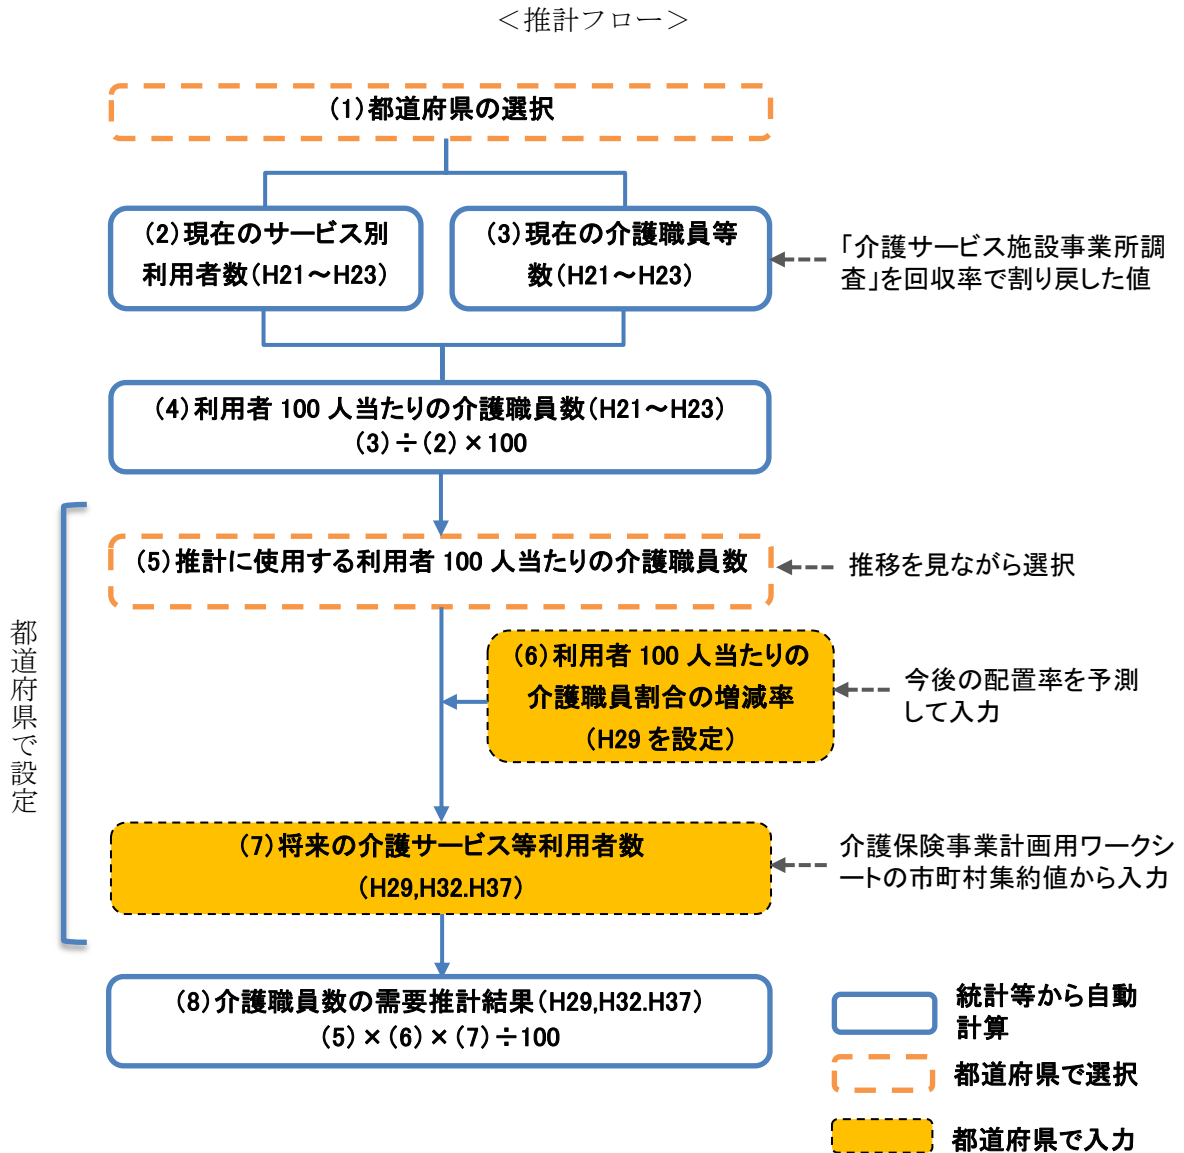 ＜推計フロー＞
(1)都道府県の選択
(2)現在のサービス別
利用者数(H21～H23)
(3)現在の介護職員等
数(H21～H23)
「介護サービス施設事業所調
査」を回収率で割り戻した値
(4)利用者 100 人当たりの介護職員数(H21～H23)
(3)÷(2)×100
都道府県で設定
(5)推計に使用する利用者 100 人当たりの介護職員数
推移を見ながら選択
(6)利用者 100 人当たりの
介護職員割合の増減率
(H29 を設定)
今後の配置率を予測
して入力
(7)将来の介護サービス等利用者数
(H29,H32.H37)
介護保険事業計画用ワークシ
ートの市町村集約値から入力
(8)介護職員数の需要推計結果(H29,H32.H37)
(5)×(6)×(7)÷100
統計等から自動
計算
都道府県で選択
都道府県で入力